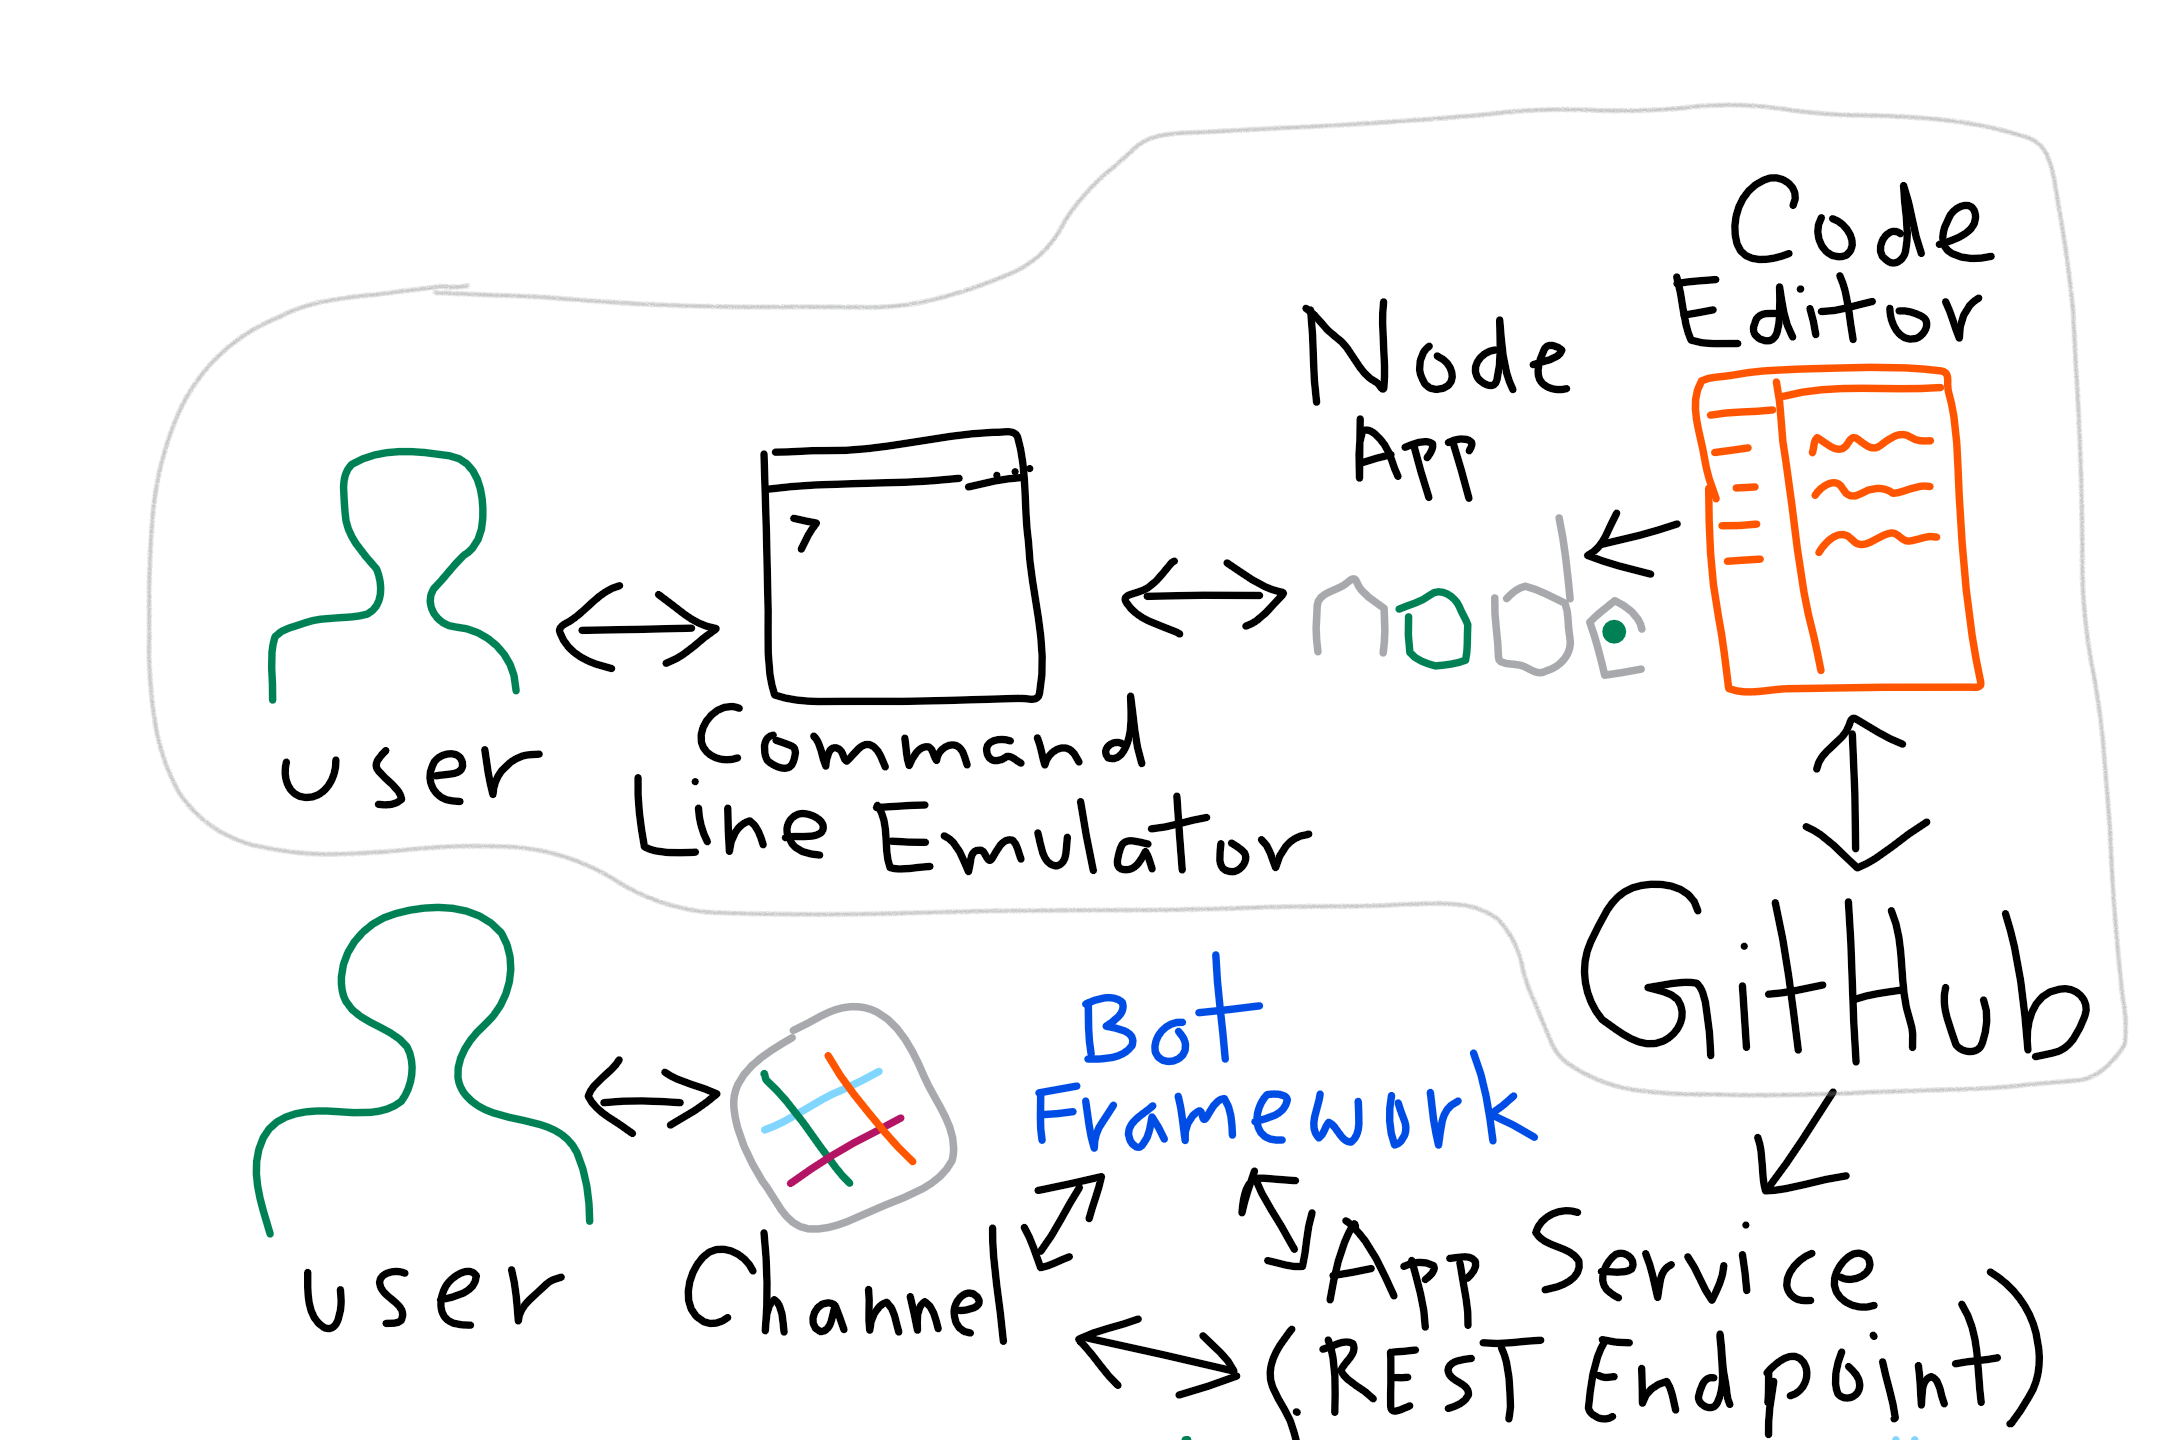 Code
Editor
Node
App
>
node
user
Command
Line Emulator
GitHub
Bot
Framework
user
Channel
App Service
(REST Endpoint)